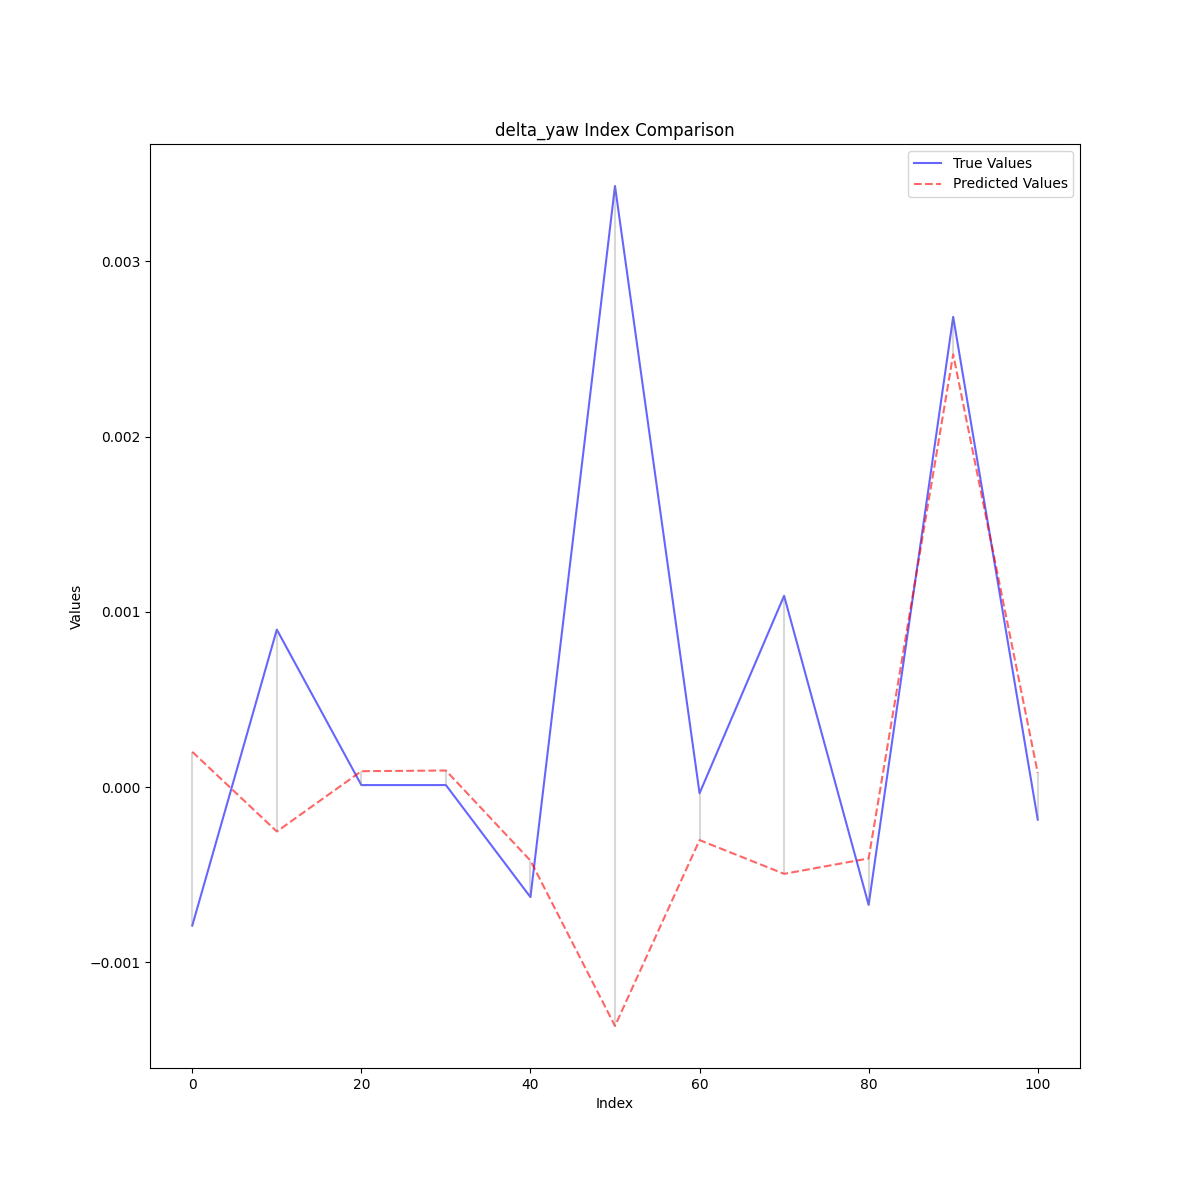 delta_yaw Index Comparison
True Values
Predicted Values
0.003
0.002
0.001
0.000
−0.001
Values
0
20
40
60
80
100
Index